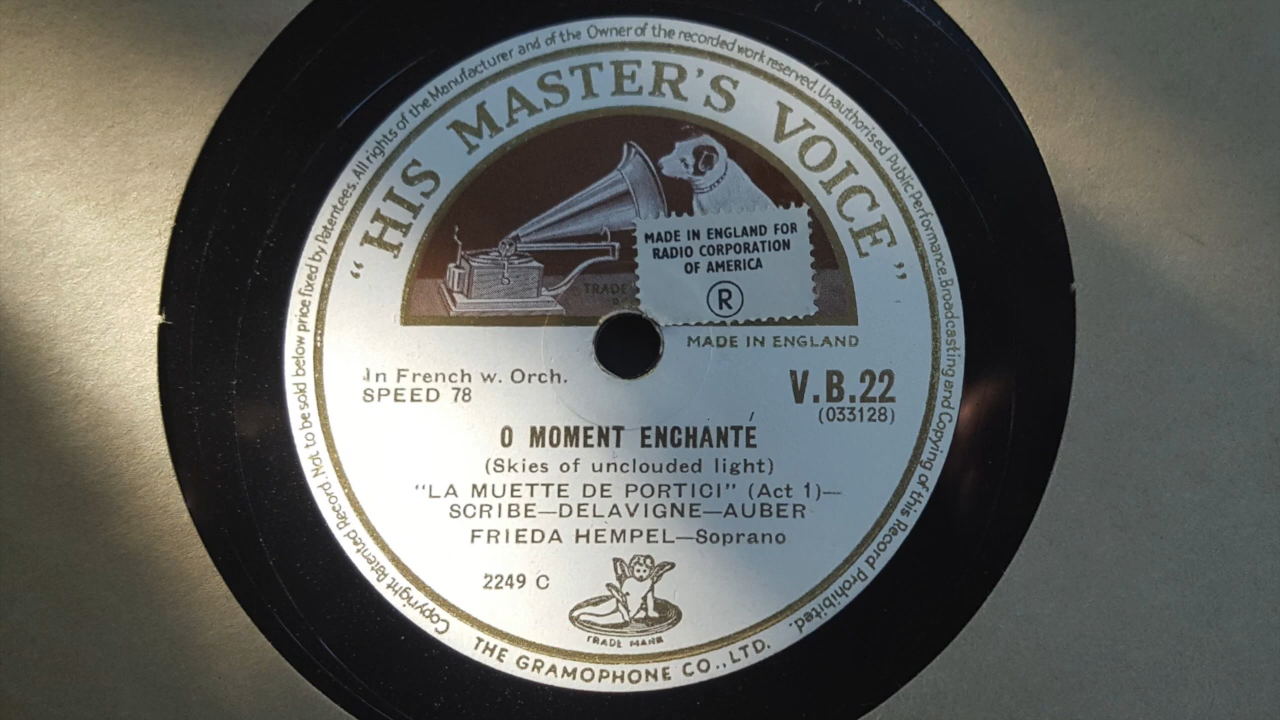 Copyright Patented Record. Not to be sold below price fixed by Patentees. All rights of the Manufacturer and of the Owner of the recorded work reserved. Unauthorised Public Performance. Broadcasting and Copying of this Record Prohibited.
"HIS MASTER'S VOICE"
MADE IN ENGLAND FOR
RADIO CORPORATION
OF AMERICA
®
TRADE
MADE IN ENGLAND
In French w. Orch.
SPEED 78
V.B.22
(033128)
O MOMENT ENCHANTÉ
(Skies of unclouded light)
"LA MUETTE DE PORTICI" (Act 1)—
SCRIBE—DELAVIGNE—AUBER
FRIEDA HEMPEL—Soprano
2249 C
TRADE MARK
THE GRAMOPHONE CO., LTD.